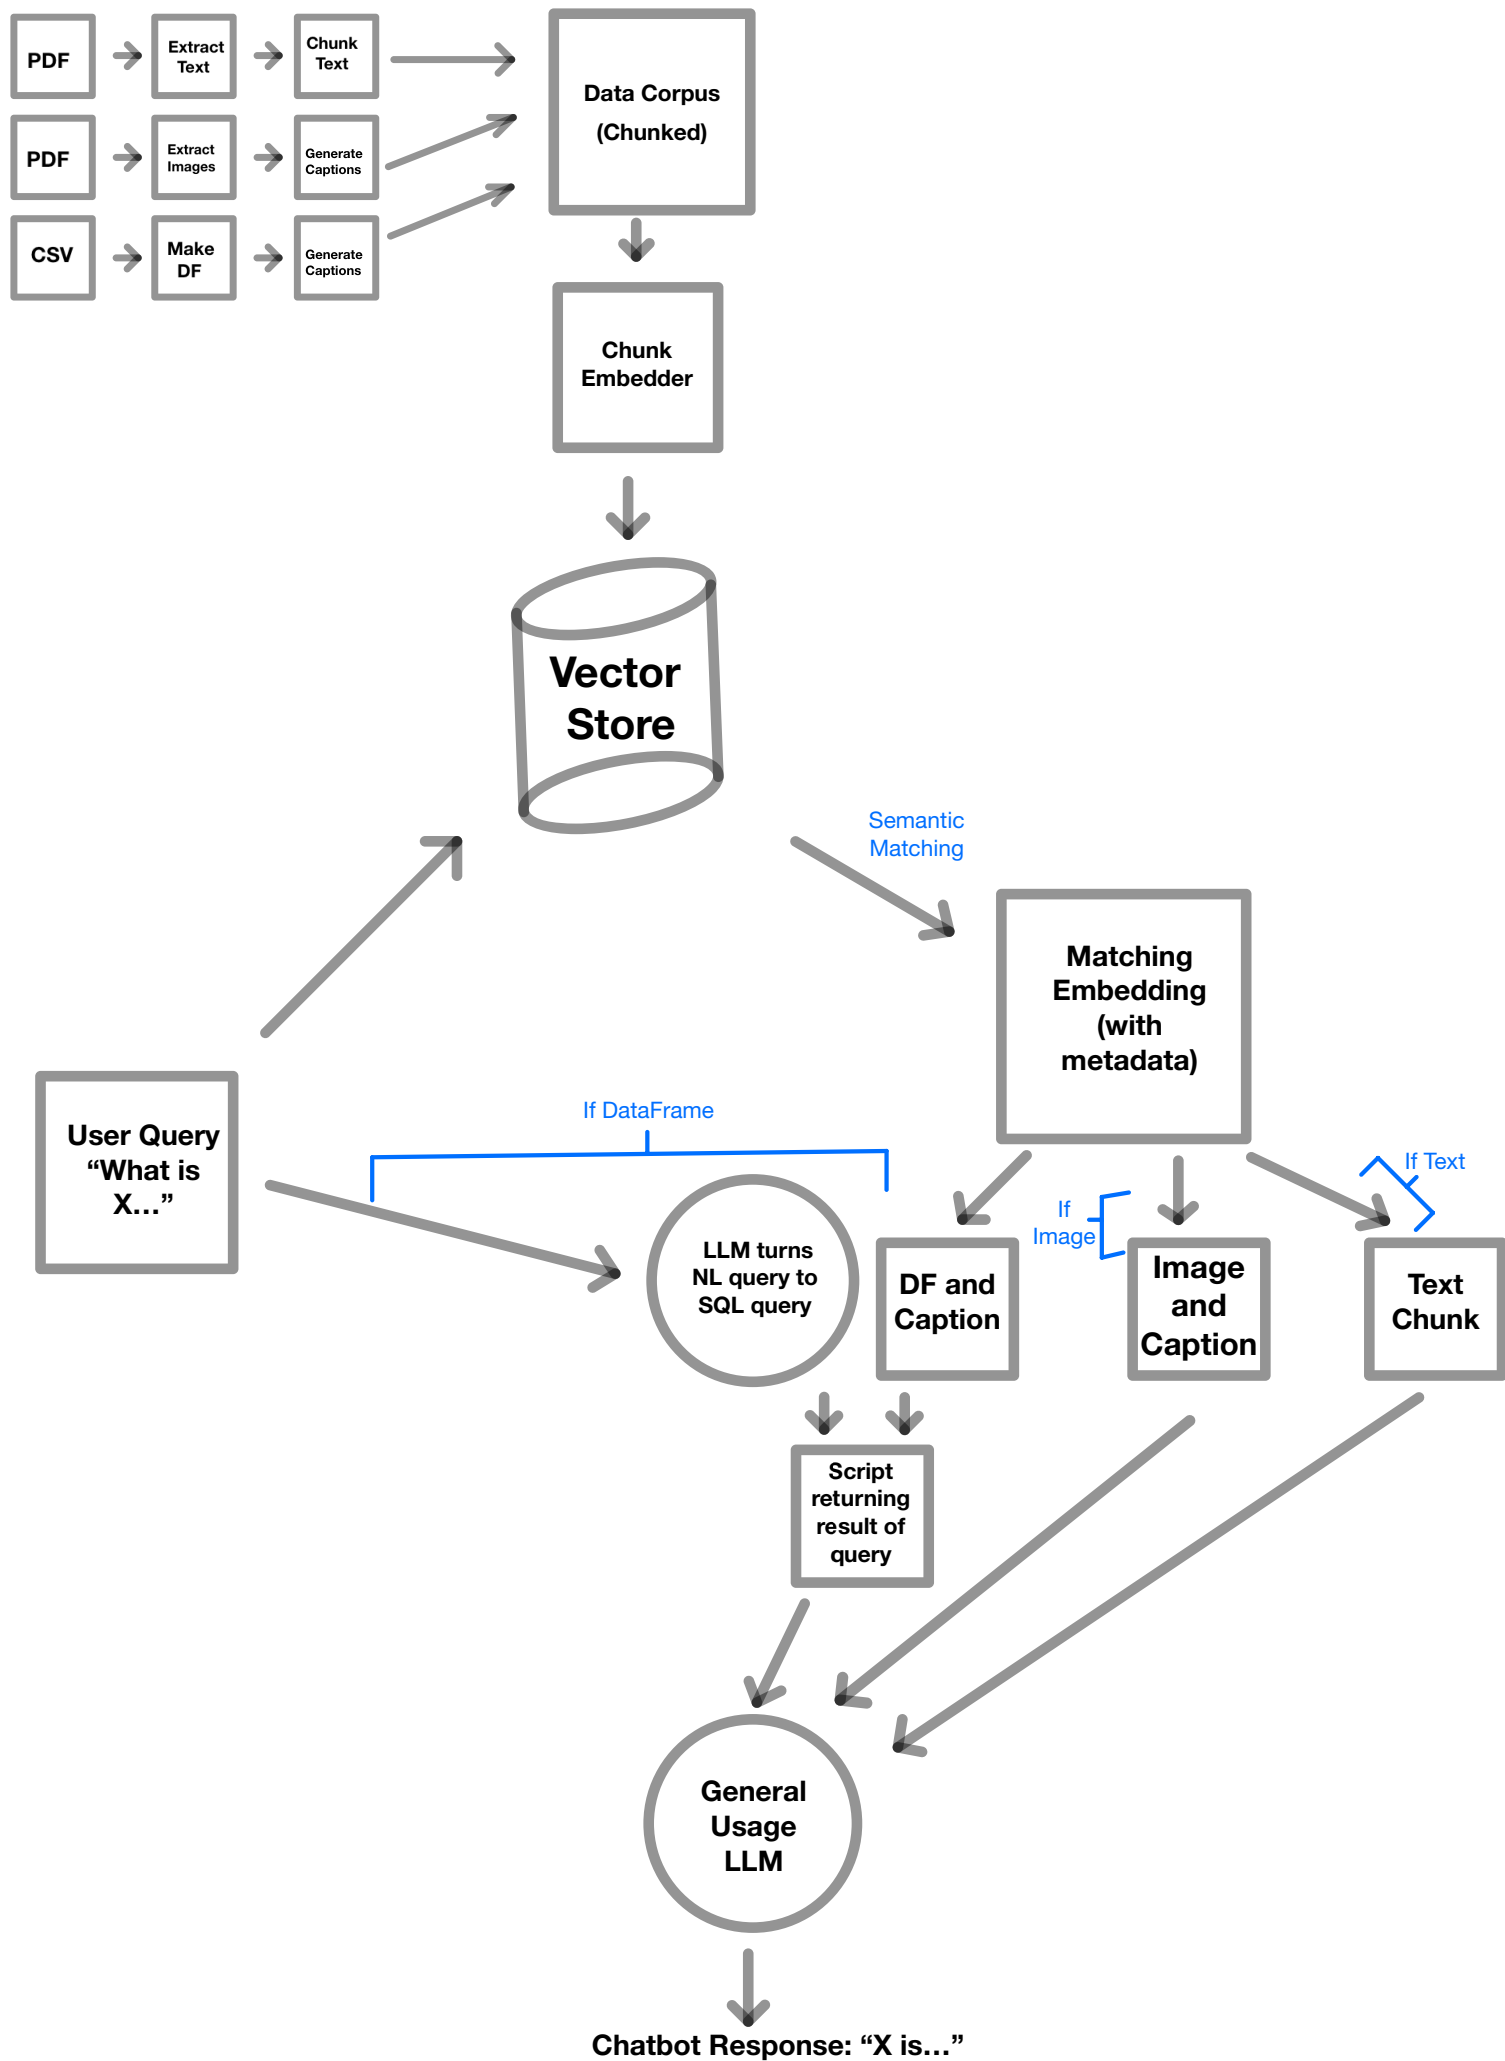 PDF
Extract
Text
Chunk
Text
PDF
Extract
Images
Generate
Captions
CSV
Make
DF
Generate
Captions
Data Corpus
(Chunked)
Chunk
Embedder
Vector
Store
Semantic
Matching
Matching
Embedding
(with
metadata)
User Query
“What is
X...”
If DataFrame
If
Image
If Text
LLM turns
NL query to
SQL query
DF and
Caption
Image
and
Caption
Text
Chunk
Script
returning
result of
query
General
Usage
LLM
Chatbot Response: “X is...”